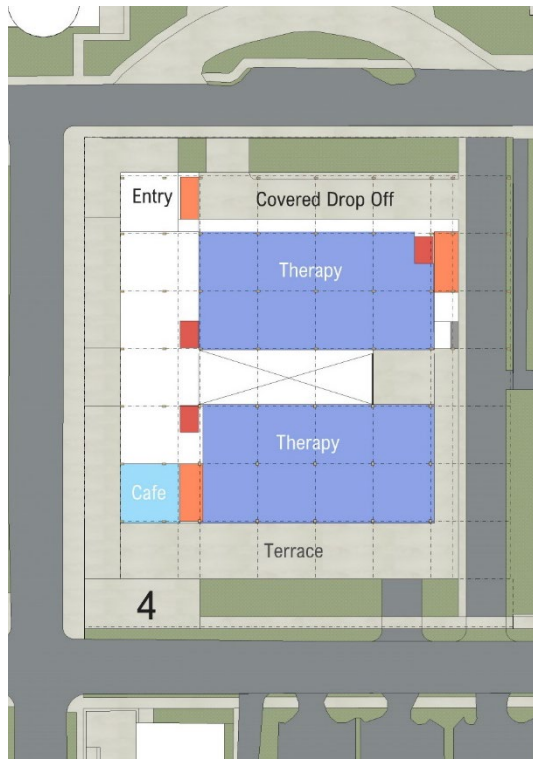 Entry
Covered Drop Off
Therapy
Therapy
Cafe
Terrace
4